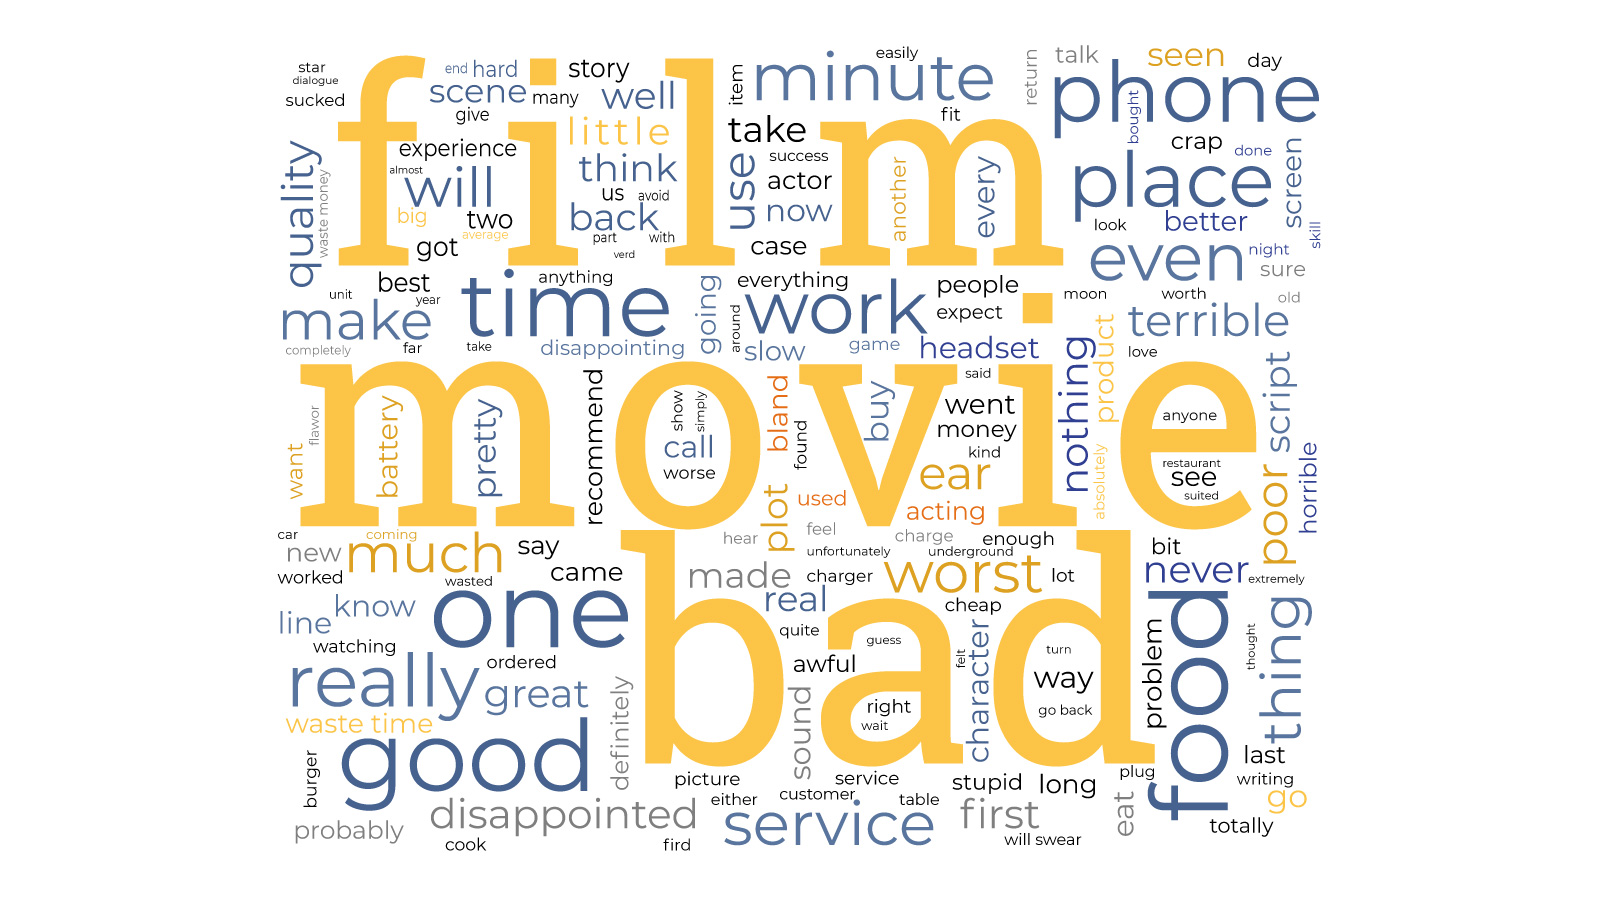 star
dialogue
sucked
end
hard
scene
many
give
story
well
little
experience
think
almost
will
us
avoid
big
two
back
average
got
part
with
verd
film
item
minute
easily
fit
take
success
use
actor
now
case
another
every
return
talk
seen
day
phone
bought
crap
done
screen
place
look
better
skill
even
night
sure
quality
waste money
best
anything
unit
year
time
make
completely
far
take
disappointing
going
around
everything
work
people
expect
slow
game
headset
moon
worth
old
terrible
product
love
nothing
script
movie
want
flawor
battery
pretty
recommend
show
simply
call
worse
bland
found
buy
said
went
money
kind
ear
plot
used
acting
absolutely
anyone
restaurant
see
suited
poor
horrible
car
coming
new
much
say
worked
wasted
came
hear
feel
charge
enough
unfortunately
underground
made
charger
worst
lot
bit
never
extremely
know
line
one
real
cheap
watching
ordered
quite
guess
awful
character
felt
turn
way
go back
right
wait
bad
problem
food
thought
thing
really
great
waste time
definitely
sound
good
burger
picture
service
stupid
long
plug
last
writing
go
either
customer
table
disappointed
service
first
eat
probably
totally
cook
fird
will swear